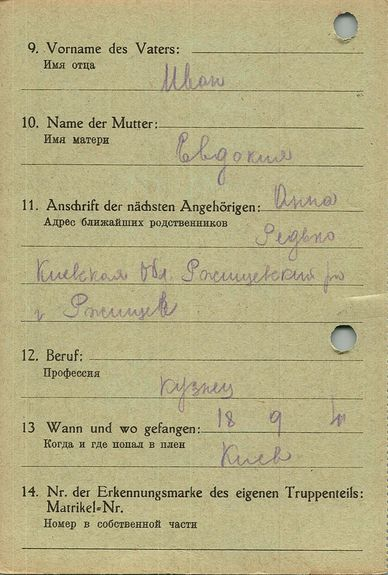 9. Vorname des Vaters:
Имя отца
Иван
10. Name der Mutter:
Имя матери
Евдокия
11. Anschrift der nächsten Angehörigen: Анна
Адрес ближайших родственников
Редько
Киевская Обл. Ржищевский рн
г Ржищев
12. Beruf:
Профессия
кузнец
13 Wann und wo gefangen: 18 9
Когда и где попал в плен
Киев
14. Nr. der Erkennungsmarke des eigenen Truppenteils:
Matrikel-Nr.
Номер в собственной части